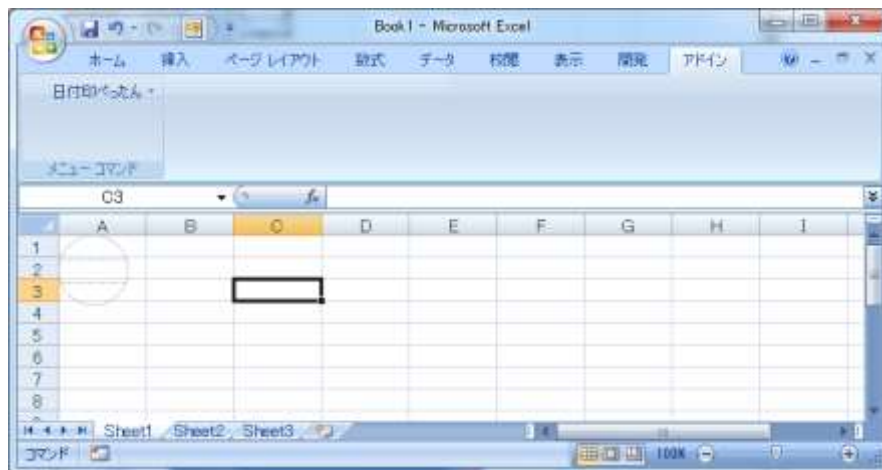 Book1 - Microsoft Excel
ホーム 挿入 ページ レイアウト 数式 データ 校閲 表示 開発 アドイン
日付印ぺったん
メニュー コマンド
C3 fx
A B C D E F G H I
1
2
3
4
5
6
7
8
Sheet1 Sheet2 Sheet3
コマンド 100%